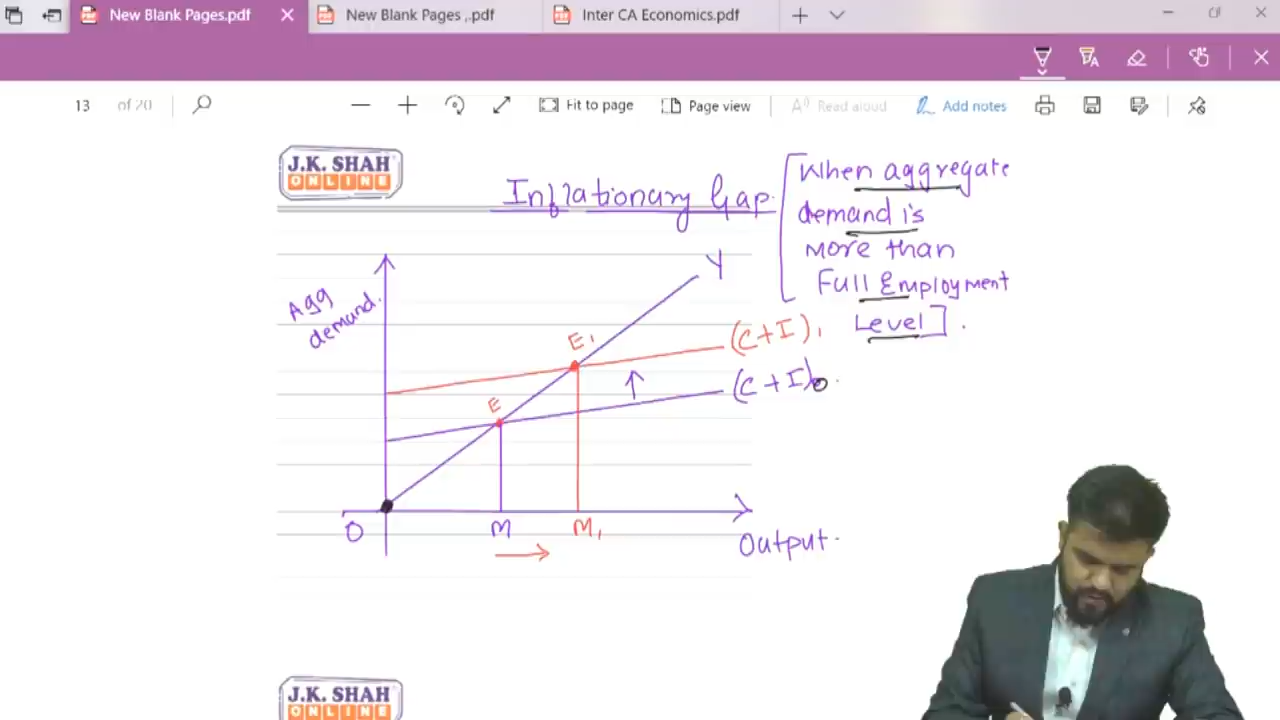 New Blank Pages.pdf
New Blank Pages ,.pdf
Inter CA Economics.pdf
13 of 20
Fit to page
Page view
Read aloud
Add notes
J.K. SHAH
ONLINE
Inflationary Gap.
[When aggregate
demand is
more than
Full Employment
Level].
Agg
demand.
Y
E1
(C+I)1
E
(C+I)0
O
M
M1
Output.
J.K. SHAH
ONLINE